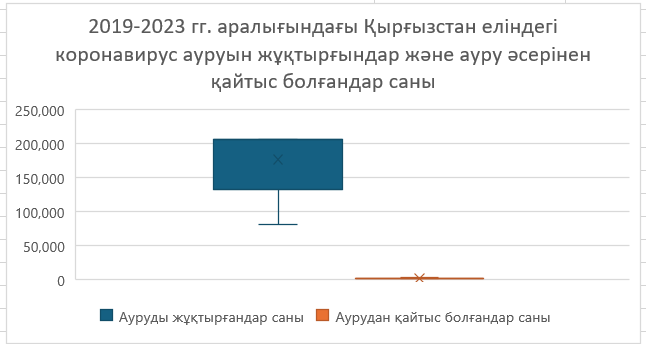 2019-2023 гг. аралығындағы Қырғызстан еліндегі
коронавирус ауруын жұқтырғындар және ауру әсерінен
қайтыс болғандар саны
250,000
200,000
150,000
100,000
50,000
0
Ауруды жұқтырғандар саны Аурудан қайтыс болғандар саны